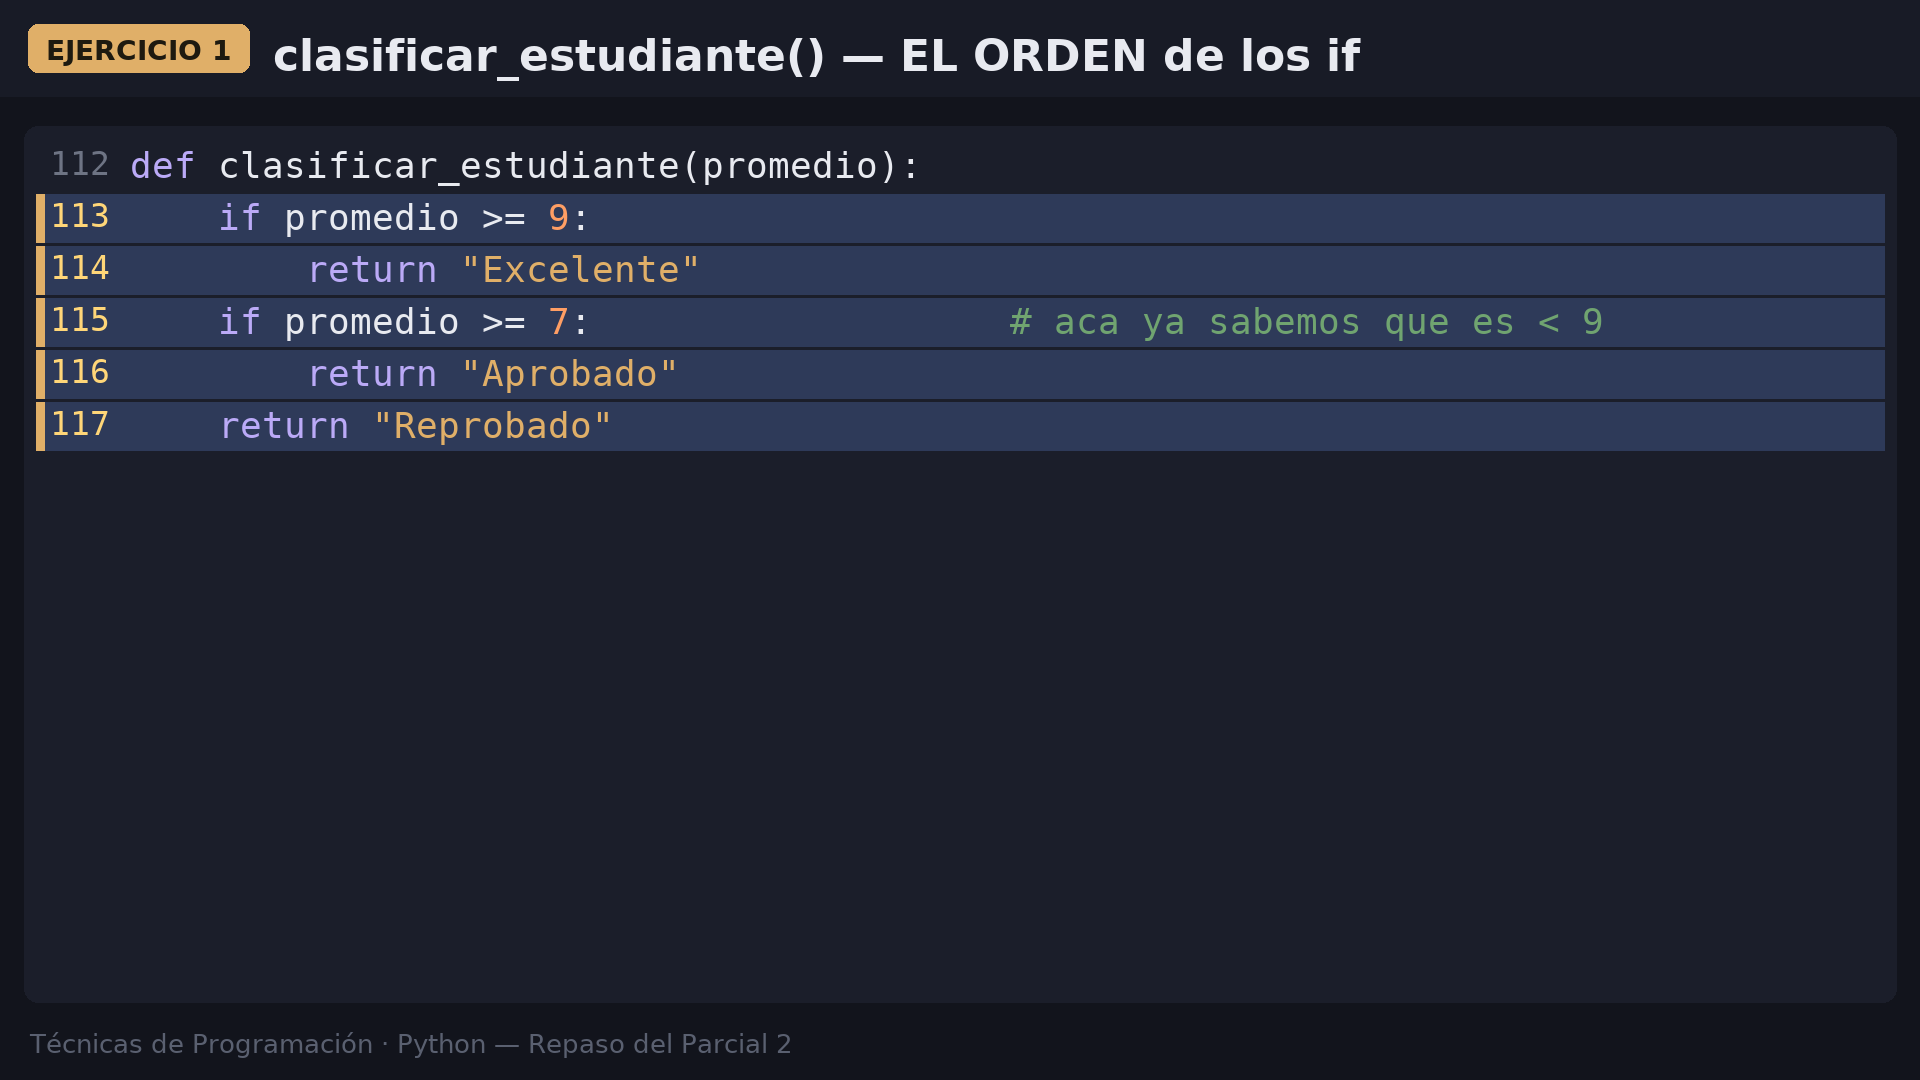 EJERCICIO 1 clasificar_estudiante() — EL ORDEN de los if
112 def clasificar_estudiante(promedio):
113     if promedio >= 9:
114         return "Excelente"
115     if promedio >= 7:                   # aca ya sabemos que es < 9
116         return "Aprobado"
117     return "Reprobado"
Técnicas de Programación · Python — Repaso del Parcial 2